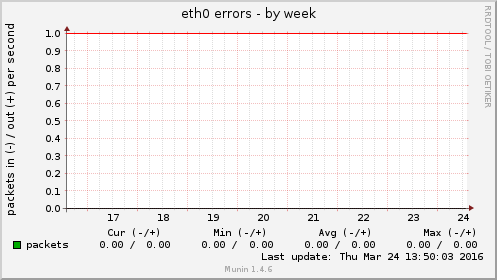 eth0 errors - by week
RRDTOOL / TOBI OETIKER
packets in (-) / out (+) per second
1.0
0.9
0.8
0.7
0.6
0.5
0.4
0.3
0.2
0.1
0.0
17 18 19 20 21 22 23 24
Cur (-/+) Min (-/+) Avg (-/+) Max (-/+)
packets 0.00 / 0.00 0.00 / 0.00 0.00 / 0.00 0.00 / 0.00
Last update: Thu Mar 24 13:50:03 2016
Munin 1.4.6